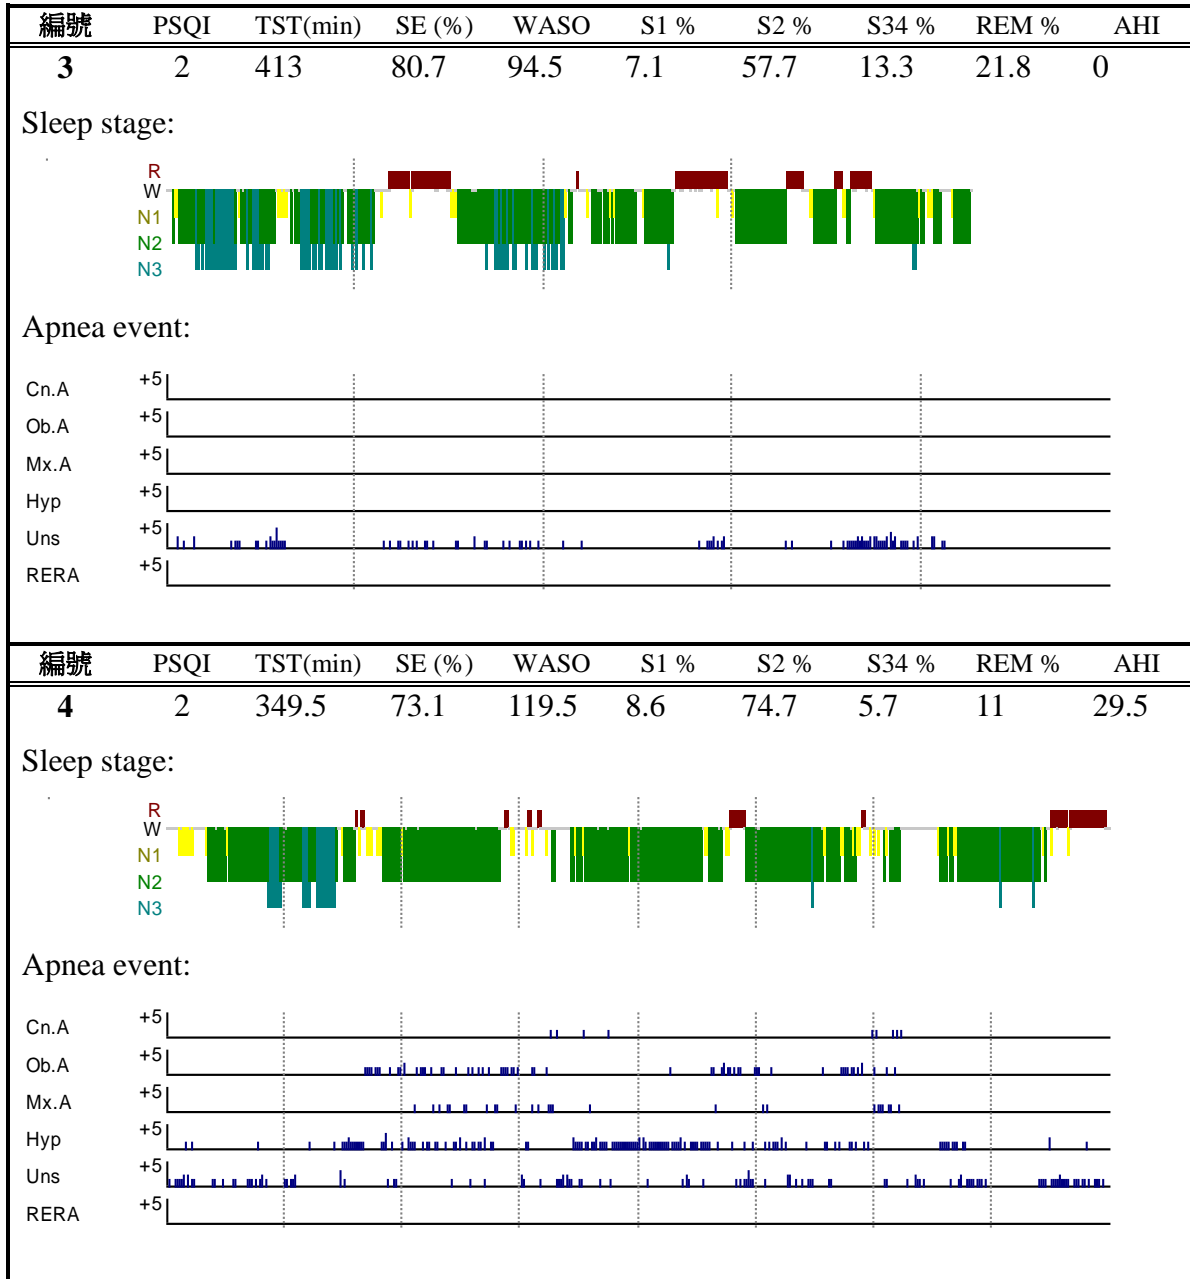 編號 PSQI TST(min) SE (%) WASO S1 % S2 % S34 % REM % AHI
3 2 413 80.7 94.5 7.1 57.7 13.3 21.8 0
Sleep stage:
R
W
N1
N2
N3
Apnea event:
Cn.A +5
Ob.A +5
Mx.A +5
Hyp +5
Uns +5
RERA +5
編號 PSQI TST(min) SE (%) WASO S1 % S2 % S34 % REM % AHI
4 2 349.5 73.1 119.5 8.6 74.7 5.7 11 29.5
Sleep stage:
R
W
N1
N2
N3
Apnea event:
Cn.A +5
Ob.A +5
Mx.A +5
Hyp +5
Uns +5
RERA +5